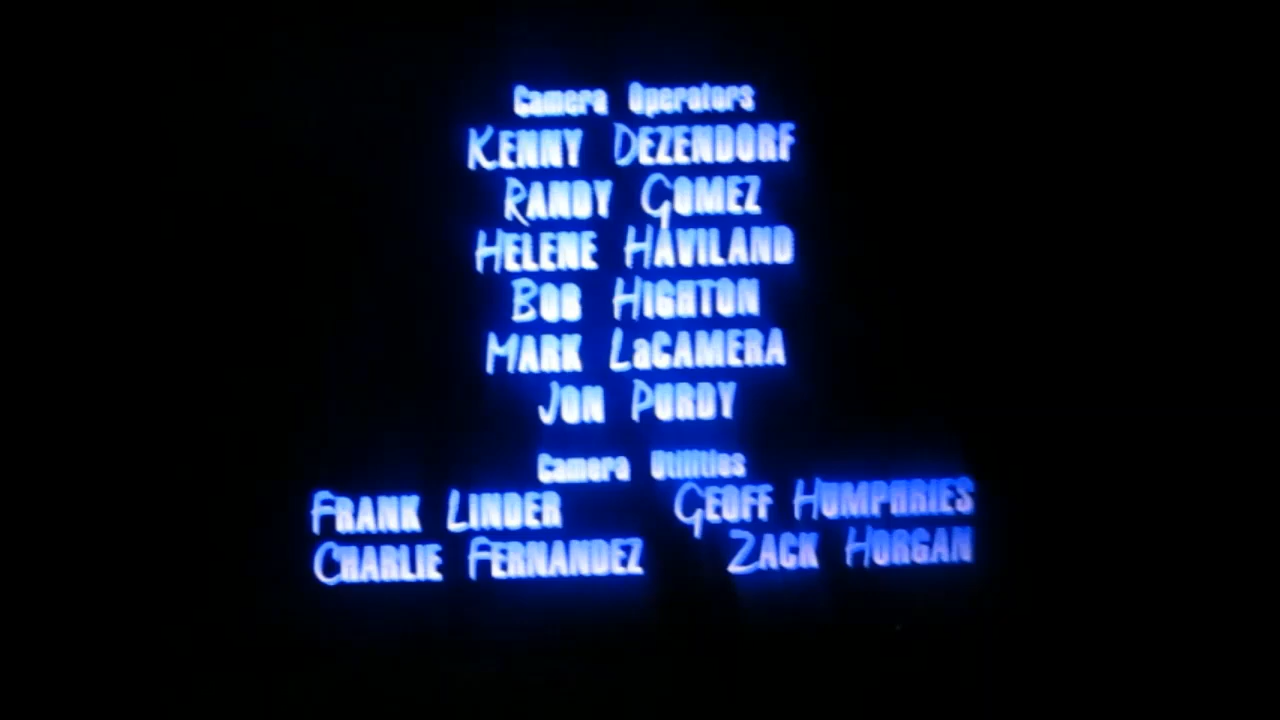 Camera Operators
KENNY DEZENDORF
RANDY GOMEZ
HELENE HAVILAND
BOB HIGHTON
MARK LaCAMERA
JON PURDY
Camera Utilities
FRANK LINDER GEOFF HUMPHRIES
CHARLIE FERNANDEZ ZACK HORGAN